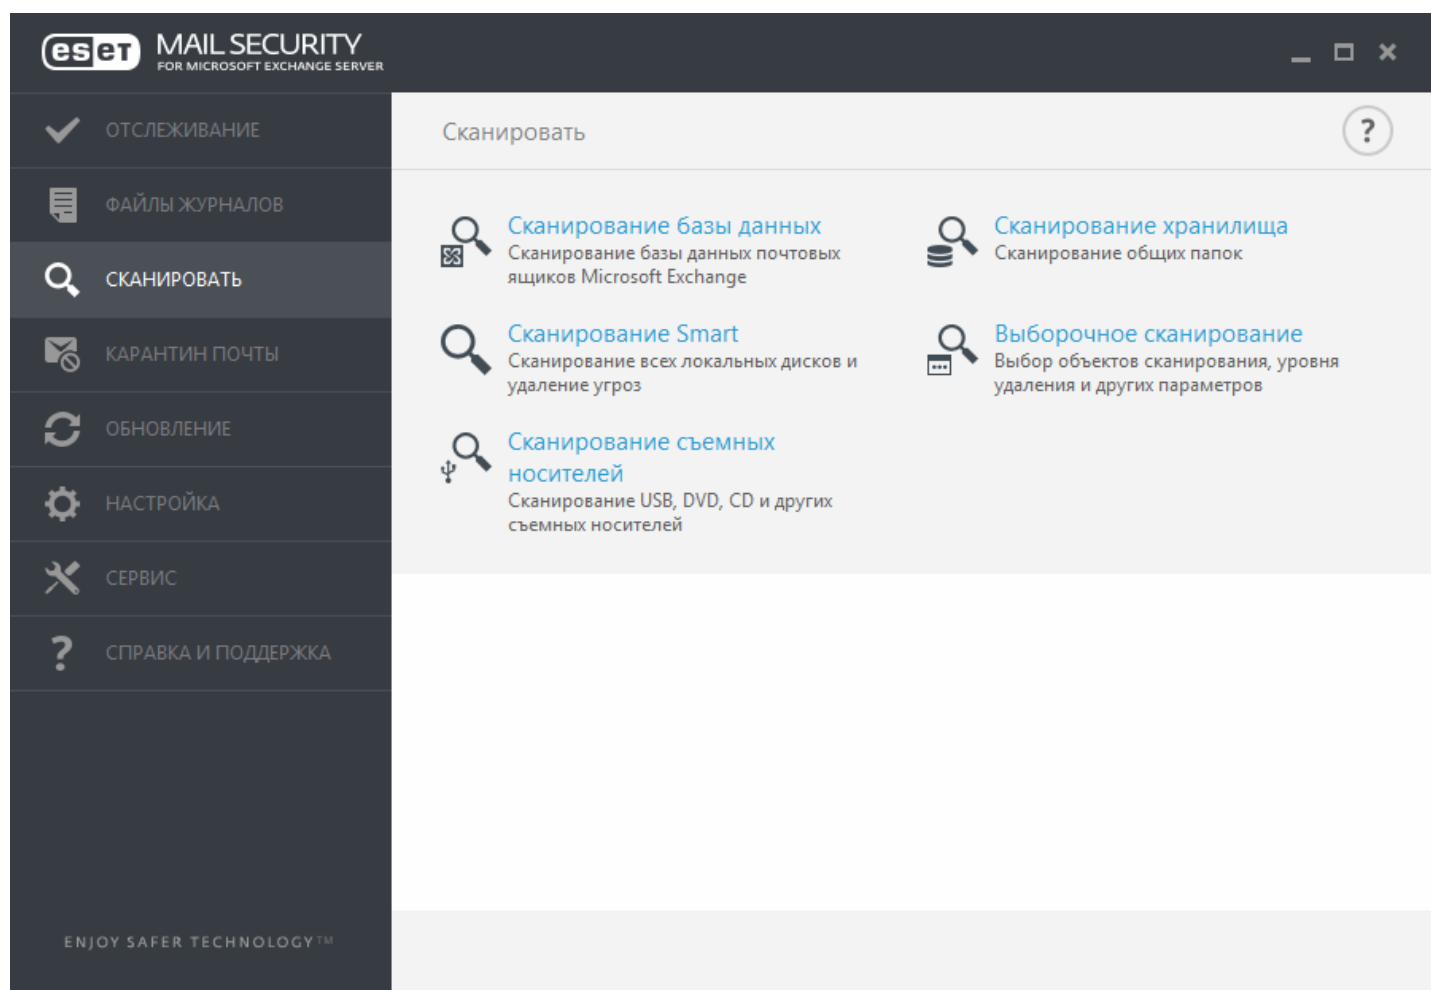 eset MAIL SECURITY
FOR MICROSOFT EXCHANGE SERVER
ОТСЛЕЖИВАНИЕ
ФАЙЛЫ ЖУРНАЛОВ
СКАНИРОВАТЬ
КАРАНТИН ПОЧТЫ
ОБНОВЛЕНИЕ
НАСТРОЙКА
СЕРВИС
СПРАВКА И ПОДДЕРЖКА
ENJOY SAFER TECHNOLOGY™
Сканировать
?
Сканирование базы данных
Сканирование базы данных почтовых
ящиков Microsoft Exchange
Сканирование хранилища
Сканирование общих папок
Сканирование Smart
Сканирование всех локальных дисков и
удаление угроз
Выборочное сканирование
Выбор объектов сканирования, уровня
удаления и других параметров
Сканирование съемных
носителей
Сканирование USB, DVD, CD и других
съемных носителей